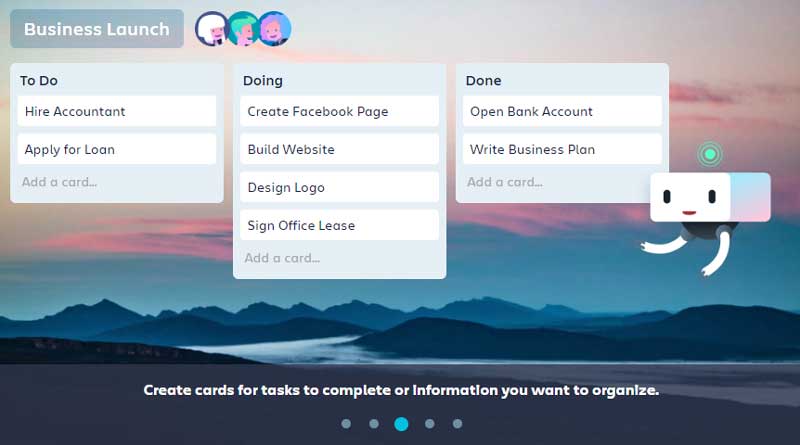 Business Launch
To Do
Hire Accountant
Apply for Loan
Add a card...
Doing
Create Facebook Page
Build Website
Design Logo
Sign Office Lease
Add a card...
Done
Open Bank Account
Write Business Plan
Add a card...
Create cards for tasks to complete or information you want to organize.